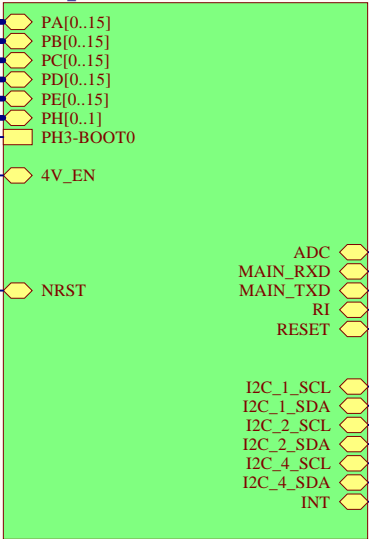 PA[0..15]
PB[0..15]
PC[0..15]
PD[0..15]
PE[0..15]
PH[0..1]
PH3-BOOT0
4V_EN
NRST
ADC
MAIN_RXD
MAIN_TXD
RI
RESET
I2C_1_SCL
I2C_1_SDA
I2C_2_SCL
I2C_2_SDA
I2C_4_SCL
I2C_4_SDA
INT